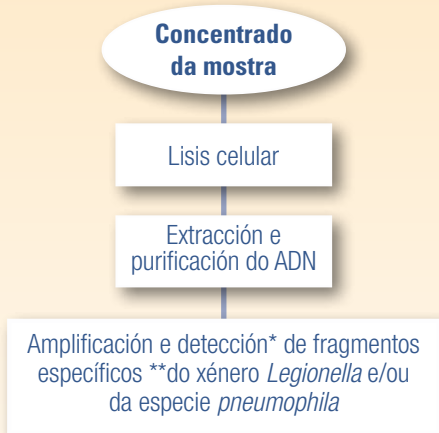 Concentrado
da mostra
Lisis celular
Extracción e
purificación do ADN
Amplificación e detección* de fragmentos
específicos **do xénero Legionella e/ou
da especie pneumophila